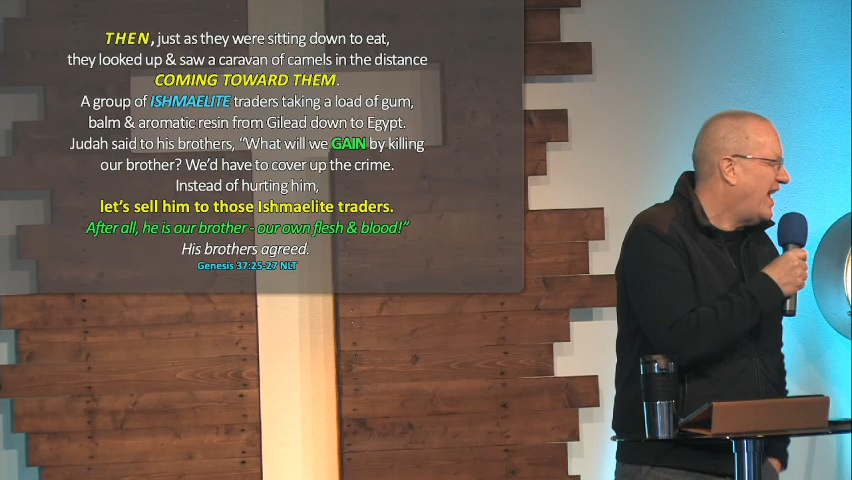 THEN, just as they were sitting down to eat,
they looked up & saw a caravan of camels in the distance
COMING TOWARD THEM.
A group of ISHMAELITE traders taking a load of gum,
balm & aromatic resin from Gilead down to Egypt.
Judah said to his brothers, “What will we GAIN by killing
our brother? We’d have to cover up the crime.
Instead of hurting him,
let’s sell him to those Ishmaelite traders.
After all, he is our brother - our own flesh & blood!”
His brothers agreed.
Genesis 37:25-27 NLT